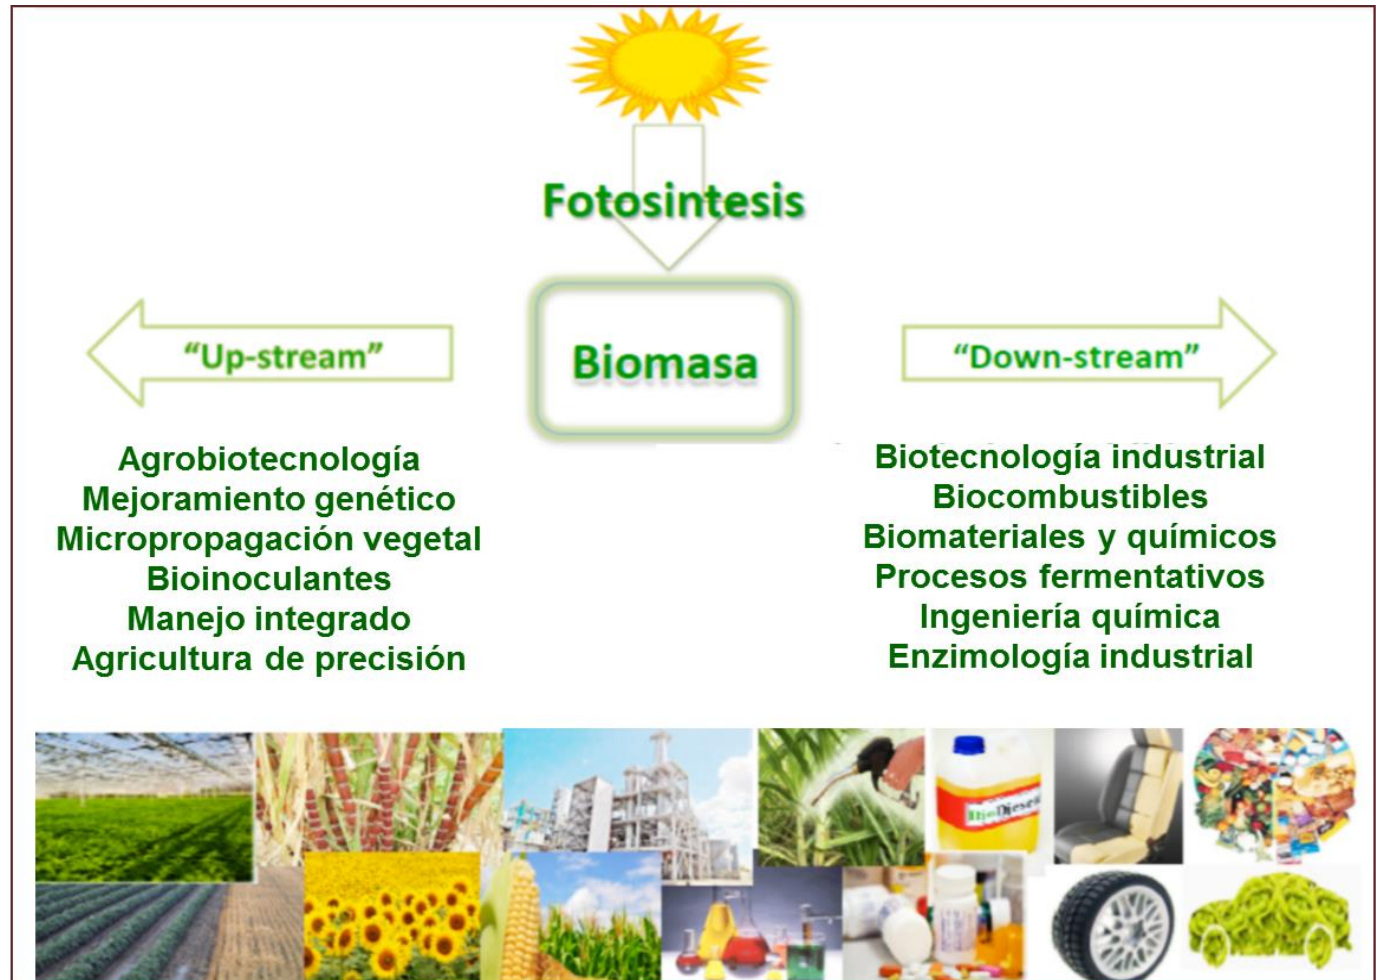 Fotosintesis
Biomasa
“Up-stream”
Agrobiotecnología
Mejoramiento genético
Micropropagación vegetal
Bioinoculantes
Manejo integrado
Agricultura de precisión
“Down-stream”
Biotecnología industrial
Biocombustibles
Biomateriales y químicos
Procesos fermentativos
Ingeniería química
Enzimología industrial
BioDiesel